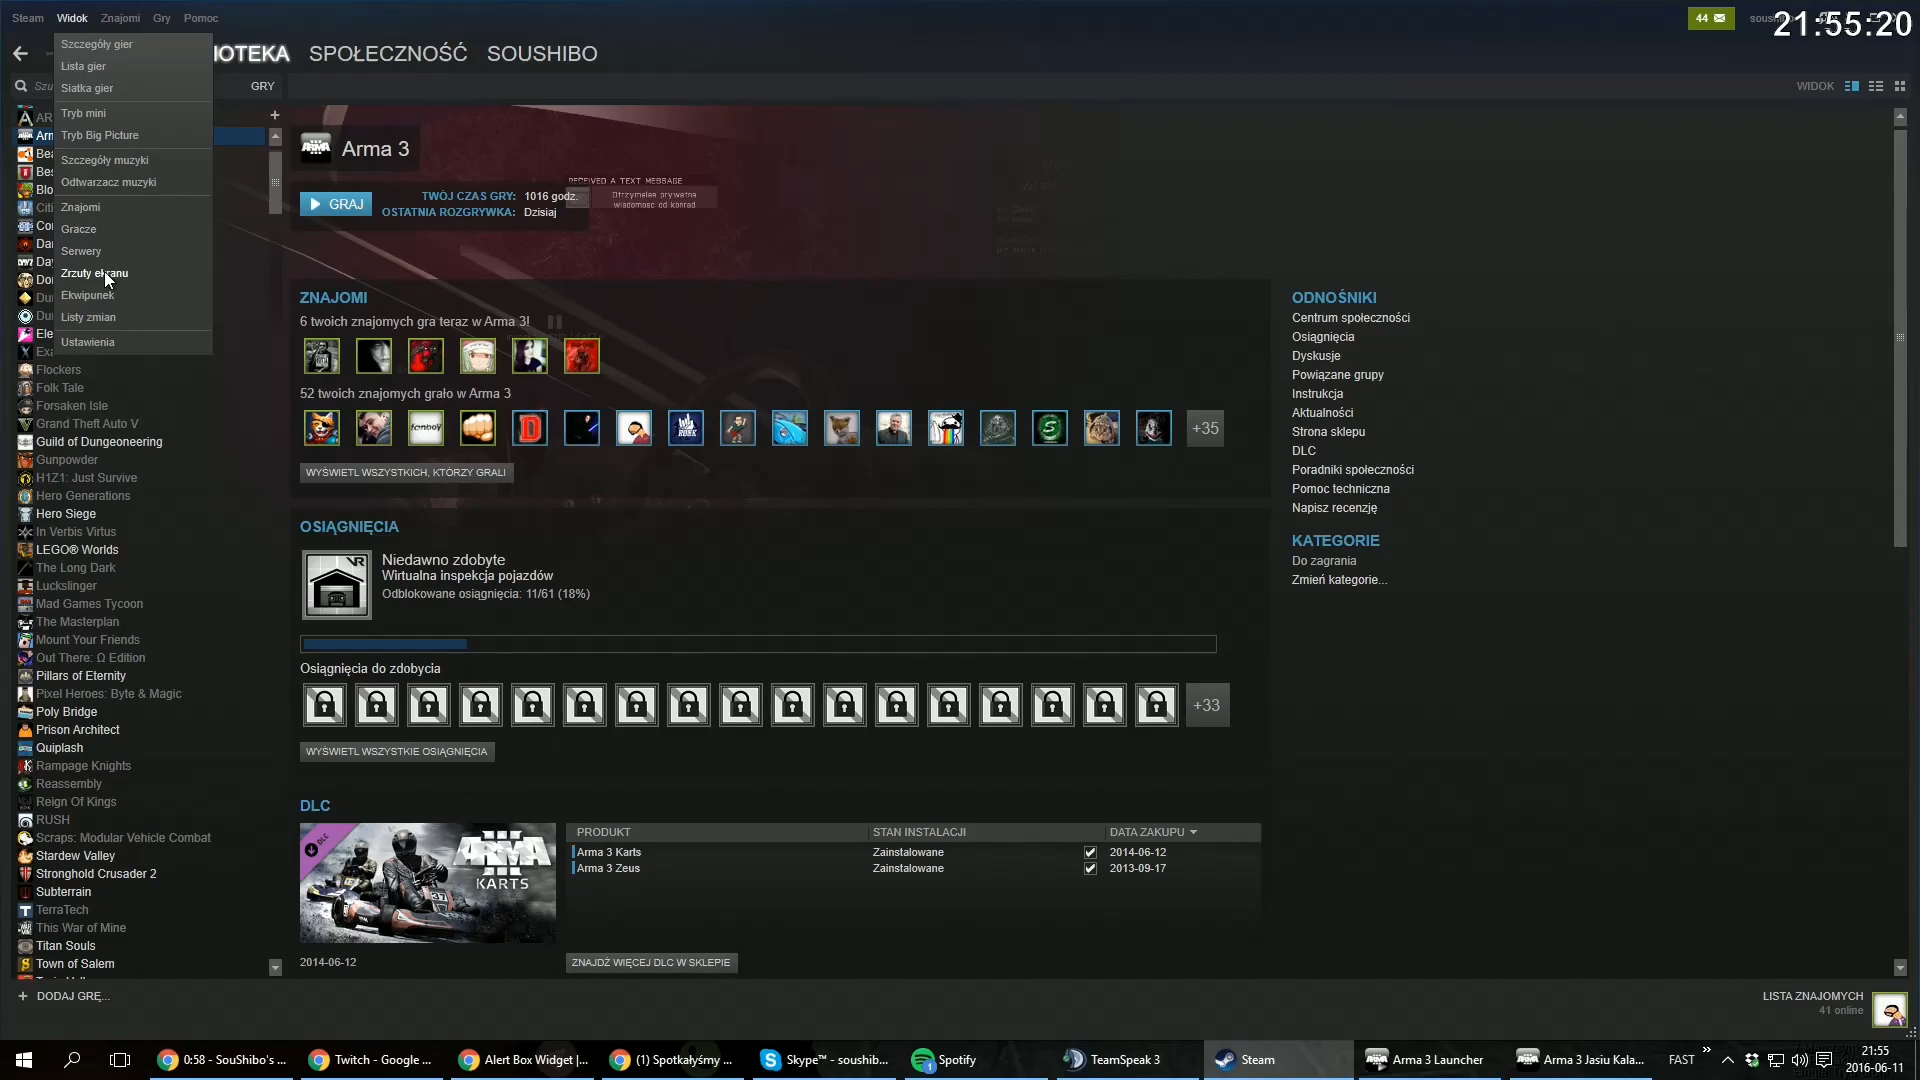 Steam Widok Znajomi Gry Pomoc
44
21:55:20
IOTEKA SPOŁECZNOŚĆ SOUSHIBO
GRY
WIDOK
Szczegóły gier
Lista gier
Siatka gier
Tryb mini
Tryb Big Picture
Szczegóły muzyki
Odtwarzacz muzyki
Znajomi
Gracze
Serwery
Zrzuty ekranu
Ekwipunek
Listy zmian
Ustawienia
Flockers
Folk Tale
Forsaken Isle
Grand Theft Auto V
Guild of Dungeoneering
Gunpowder
H1Z1: Just Survive
Hero Generations
Hero Siege
In Verbis Virtus
LEGO® Worlds
The Long Dark
Luckslinger
Mad Games Tycoon
The Masterplan
Mount Your Friends
Out There: Ω Edition
Pillars of Eternity
Pixel Heroes: Byte & Magic
Poly Bridge
Prison Architect
Quiplash
Rampage Knights
Reassembly
Reign Of Kings
RUSH
Scraps: Modular Vehicle Combat
Stardew Valley
Stronghold Crusader 2
Subterrain
TerraTech
This War of Mine
Titan Souls
Town of Salem
+ DODAJ GRĘ...
Arma 3
GRAJ
TWÓJ CZAS GRY: 1016 godz.
OSTATNIA ROZGRYWKA: Dzisiaj
RECEIVED A TEXT MESSAGE
Otrzymales prywatna
wiadomosc od konrad
ZNAJOMI
6 twoich znajomych gra teraz w Arma 3!
52 twoich znajomych grało w Arma 3
fanboy
+35
WYŚWIETL WSZYSTKICH, KTÓRZY GRALI
OSIĄGNIĘCIA
VR
Niedawno zdobyte
Wirtualna inspekcja pojazdów
Odblokowane osiągnięcia: 11/61 (18%)
Osiągnięcia do zdobycia
+33
WYŚWIETL WSZYSTKIE OSIĄGNIĘCIA
DLC
DLC
ARMA III
KARTS
37
2014-06-12
PRODUKT STAN INSTALACJI DATA ZAKUPU
Arma 3 Karts Zainstalowane 2014-06-12
Arma 3 Zeus Zainstalowane 2013-09-17
ZNAJDŹ WIĘCEJ DLC W SKLEPIE
ODNOŚNIKI
Centrum społeczności
Osiągnięcia
Dyskusje
Powiązane grupy
Instrukcja
Aktualności
Strona sklepu
DLC
Poradniki społeczności
Pomoc techniczna
Napisz recenzję
KATEGORIE
Do zagrania
Zmień kategorie...
LISTA ZNAJOMYCH
41 online
0:58 - SouShibo's ...
Twitch - Google ...
Alert Box Widget |...
(1) Spotkałyśmy ...
Skype™ - soushib...
Spotify
TeamSpeak 3
Steam
Arma 3 Launcher
Arma 3 Jasiu Kala...
FAST
21:55
2016-06-11